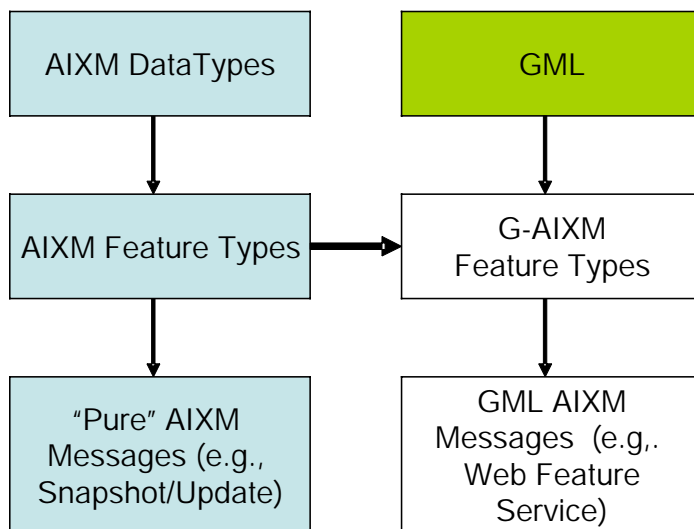 AIXM DataTypes
GML
AIXM Feature Types
G-AIXM
Feature Types
“Pure” AIXM
Messages (e.g.,
Snapshot/Update)
GML AIXM
Messages (e.g,.
Web Feature
Service)